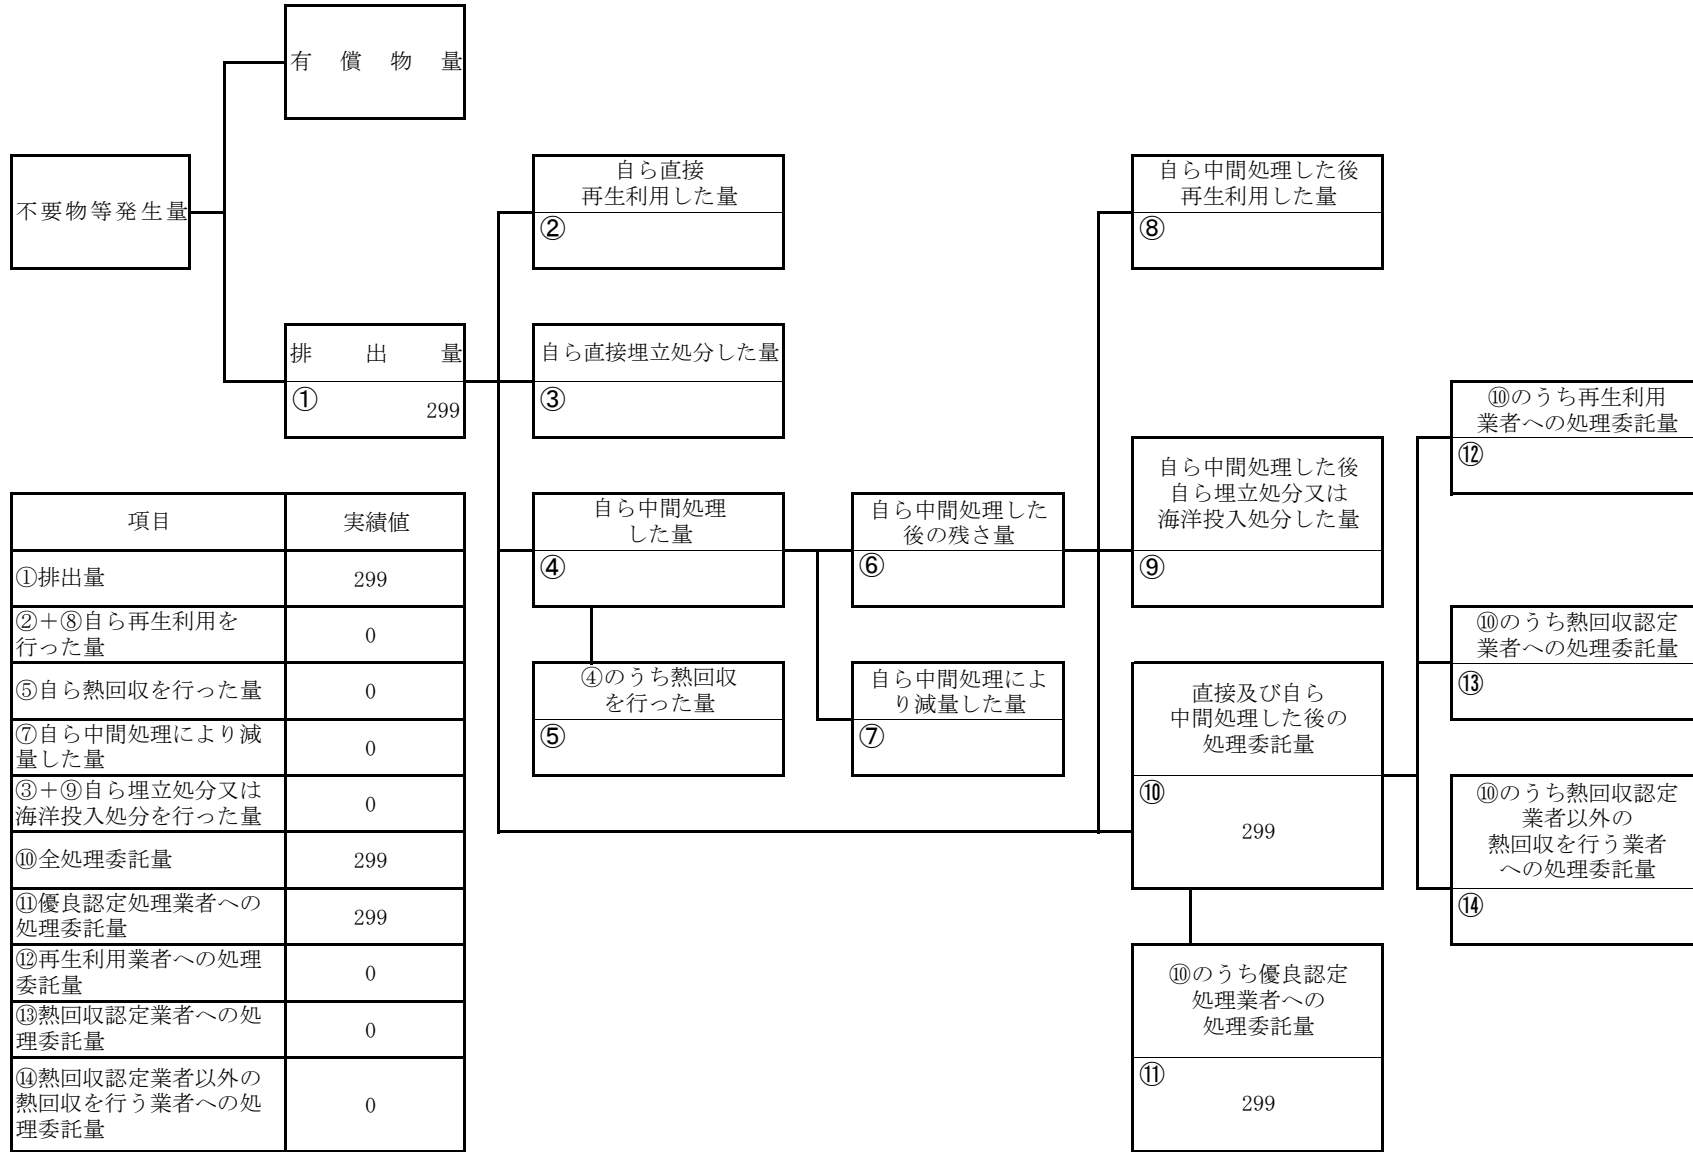 有償物量
不要物等発生量
自ら直接
再生利用した量
②
自ら中間処理した後
再生利用した量
⑧
排出量
①
299
自ら直接埋立処分した量
③
⑩のうち再生利用
業者への処理委託量
⑫
自ら中間処理
した量
④
自ら中間処理した
後の残さ量
⑥
自ら中間処理した後
自ら埋立処分又は
海洋投入処分した量
⑨
⑩のうち熱回収認定
業者への処理委託量
⑬
④のうち熱回収
を行った量
⑤
自ら中間処理によ
り減量した量
⑦
直接及び自ら
中間処理した後の
処理委託量
⑩
299
⑩のうち熱回収認定
業者以外の
熱回収を行う業者
への処理委託量
⑭
⑩のうち優良認定
処理業者への
処理委託量
⑪
299
項目 実績値
①排出量 299
②＋⑧自ら再生利用を
行った量 0
⑤自ら熱回収を行った量 0
⑦自ら中間処理により減
量した量 0
③＋⑨自ら埋立処分又は
海洋投入処分を行った量 0
⑩全処理委託量 299
⑪優良認定処理業者への
処理委託量 299
⑫再生利用業者への処理
委託量 0
⑬熱回収認定業者への処
理委託量 0
⑭熱回収認定業者以外の
熱回収を行う業者への処
理委託量 0